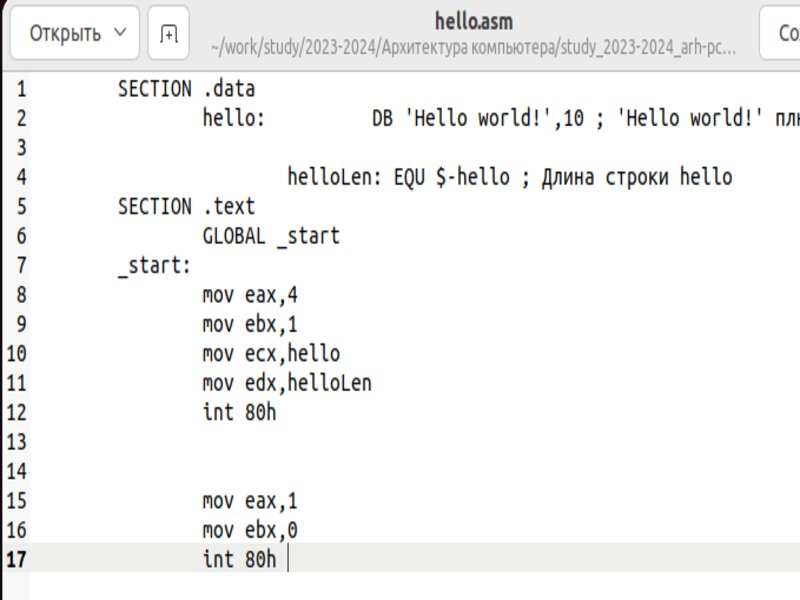 Открыть
hello.asm
~/work/study/2023-2024/Архитектура компьютера/study_2023-2024_arh-pc...
1 SECTION .data
2 hello: DB 'Hello world!',10 ; 'Hello world!'
3
4 helloLen: EQU $-hello ; Длина строки hello
5 SECTION .text
6 GLOBAL _start
7 _start:
8 mov eax,4
9 mov ebx,1
10 mov ecx,hello
11 mov edx,helloLen
12 int 80h
13
14
15 mov eax,1
16 mov ebx,0
17 int 80h